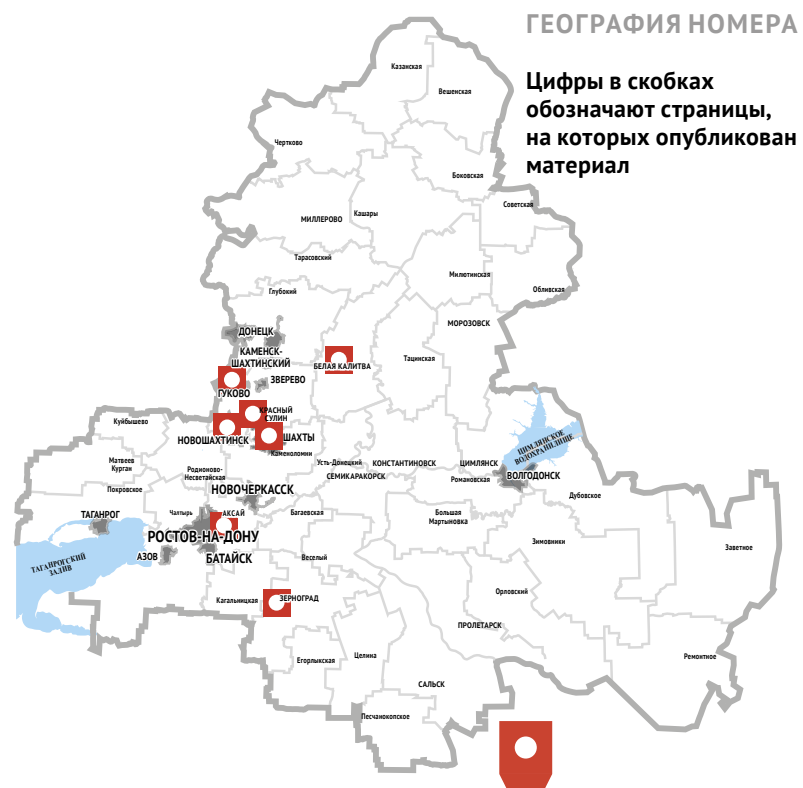 ГЕОГРАФИЯ НОМЕРА
Цифры в скобках
обозначают страницы,
на которых опубликован
материал
Казанская
Вешенская
Чертково
Боковская
Советская
МИЛЛЕРОВО
Кашары
Тарасовский
Милютинская
Глубокий
Обливская
МОРОЗОВСК
ДОНЕЦК
КАМЕНСК-
ШАХТИНСКИЙ
БЕЛАЯ КАЛИТВА
Тацинская
ЗВЕРЕВО
ГУКОВО
КРАСНЫЙ
СУЛИН
Куйбышево
НОВОШАХТИНСК
ШАХТЫ
Каменоломни
ЦИМЛЯНСКОЕ
ВОДОХРАНИЛИЩЕ
Матвеев
Курган
Родионово-
Несветайская
Усть-Донецкий
КОНСТАНТИНОВСК
ЦИМЛЯНСК
СЕМИКАРАКОРСК
Романовская
ВОЛГОДОНСК
Покровское
НОВОЧЕРКАССК
Дубовское
ТАГАНРОГ
Чалтырь
АКСАЙ
Багаевская
Большая
Мартыновка
РОСТОВ-НА-ДОНУ
Зимовники
Заветное
АЗОВ
БАТАЙСК
Веселый
ТАГАНРОГСКИЙ
ЗАЛИВ
Кагальницкая
ЗЕРНОГРАД
Орловский
ПРОЛЕТАРСК
Егорлыкская
Целина
Ремонтное
САЛЬСК
Песчанокопское